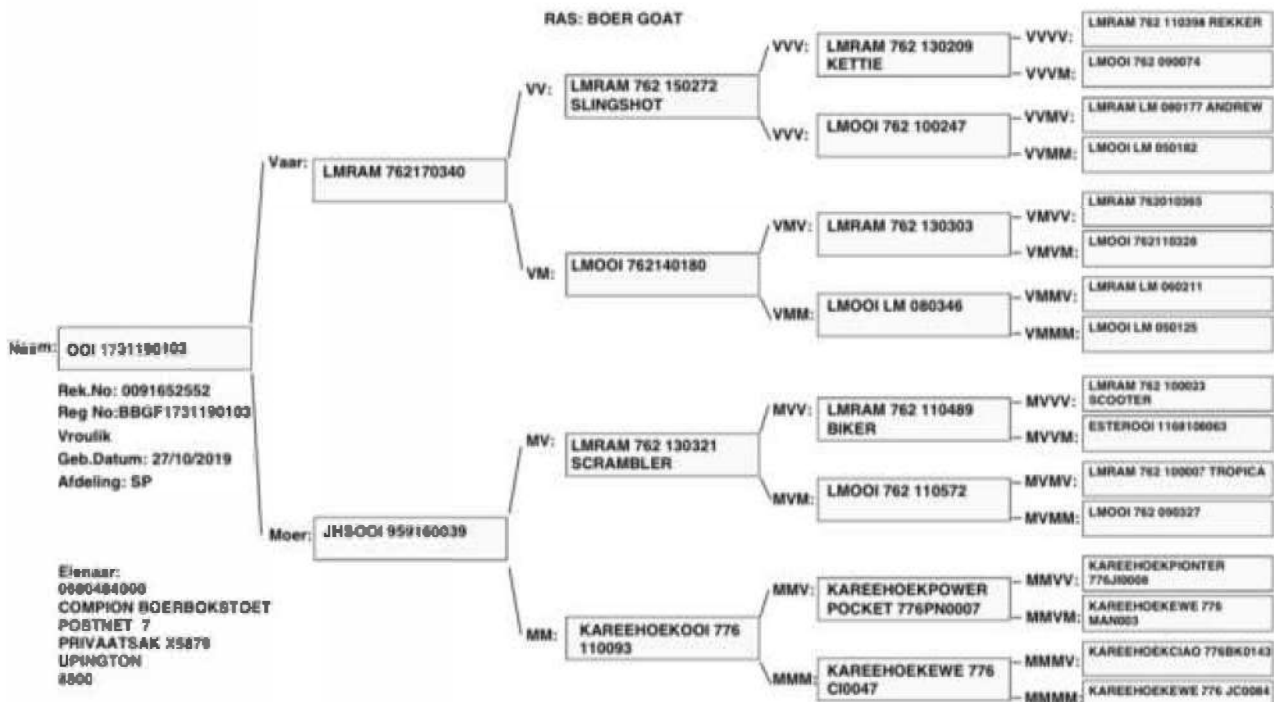 RAS: BOER GOAT
Naam: OOI 1731190103
Rek.No: 0091652552
Reg No:BBGF1731190103
Vroulik
Geb.Datum: 27/10/2019
Afdeling: SP
Eienaar:
0680484000
COMPION BOERBOKSTOET
POSTNET 7
PRIVAATSAK X5879
UPINGTON
8800
Vaar: LMRAM 762170340
Moer: JHSOOI 959160039
VV: LMRAM 762 150272
SLINGSHOT
VM: LMOOI 762140180
MV: LMRAM 762 130321
SCRAMBLER
MM: KAREEHOEKOOI 776
110093
VVV: LMRAM 762 130209
KETTIE
VVV: LMOOI 762 100247
VMV: LMRAM 762 130303
VMM: LMOOI LM 080346
MVV: LMRAM 762 110489
BIKER
MVM: LMOOI 762 110572
MMV: KAREEHOEKPOWER
POCKET 776PN0007
MMM: KAREEHOEKEWE 776
CI0047
VVVV: LMRAM 762 110398 REKKER
VVVM: LMOOI 762 090074
VVMV: LMRAM LM 080177 ANDREW
VVMM: LMOOI LM 050182
VMVV: LMRAM 762010365
VMVM: LMOOI 762110326
VMMV: LMRAM LM 060211
VMMM: LMOOI LM 050125
MVVV: LMRAM 762 100023
SCOOTER
MVVM: ESTEROOI 1168106063
MVMV: LMRAM 762 100007 TROPICA
MVMM: LMOOI 762 090327
MMVV: KAREEHOEKPIONTER
776JI0008
MMVM: KAREEHOEKEWE 776
MAN003
MMMV: KAREEHOEKCIAO 776BK0143
MMMM: KAREEHOEKEWE 776 JC0084